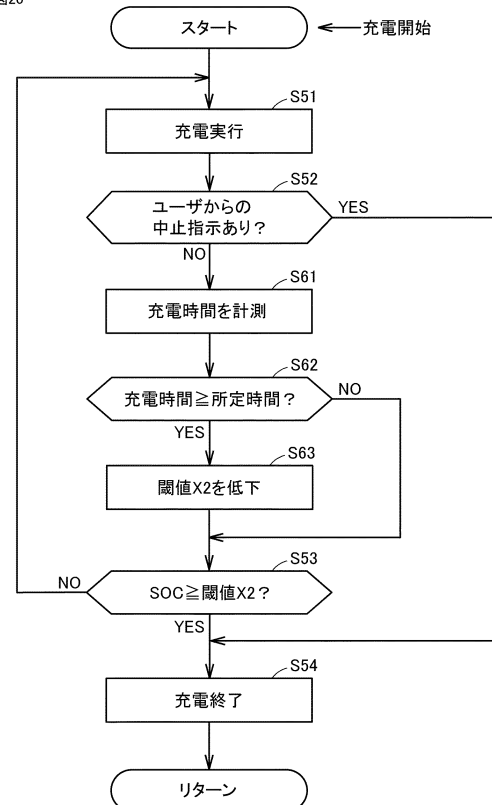 図20
スタート
充電開始
S51
充電実行
S52
ユーザからの
中止指示あり？
YES
NO
S61
充電時間を計測
S62
充電時間≧所定時間？
NO
YES
S63
閾値X2を低下
S53
SOC≧閾値X2？
NO
YES
S54
充電終了
リターン